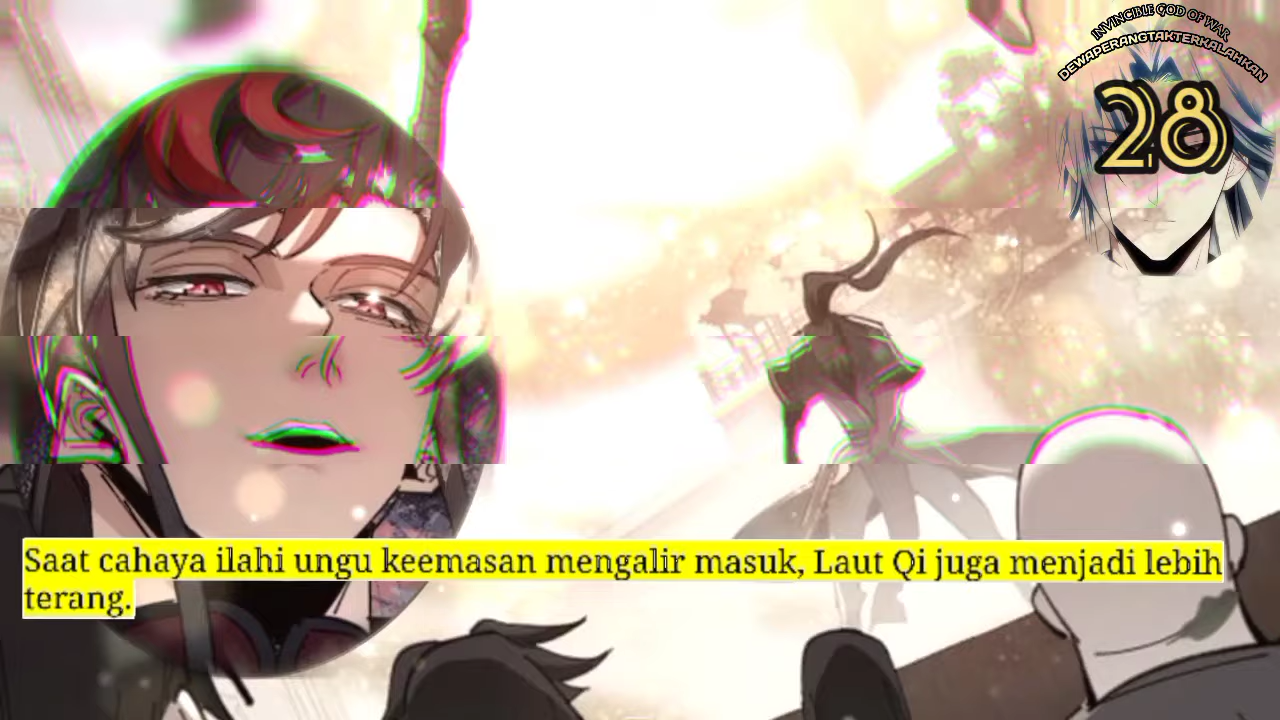 INVINCIBLE GOD OF WAR
DEWAPERANGTAKTERKALAHKAN
28
Saat cahaya ilahi ungu keemasan mengalir masuk, Laut Qi juga menjadi lebih
terang.